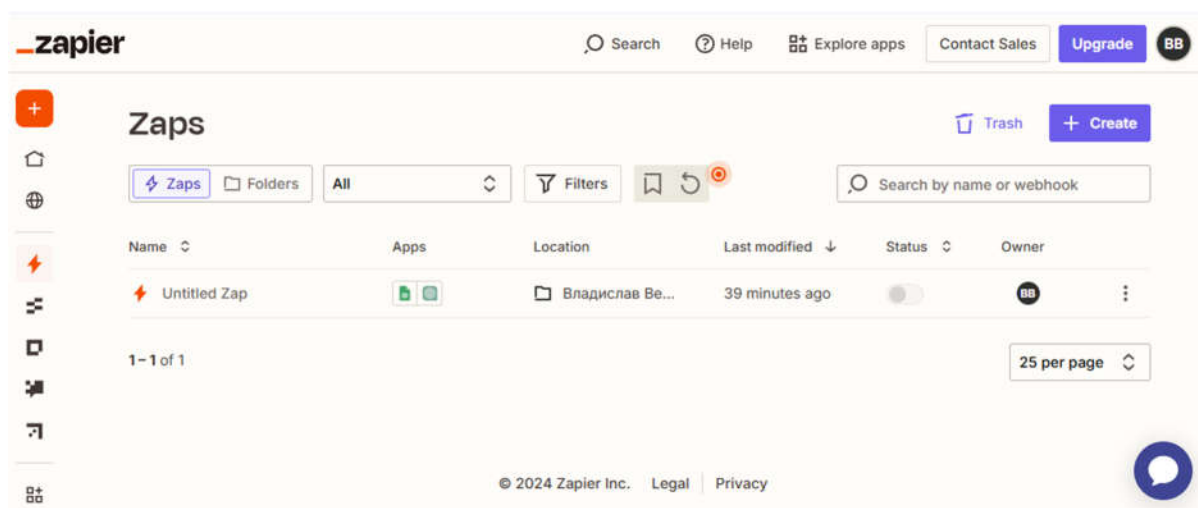 zapier
Search Help Explore apps Contact Sales Upgrade BB
Zaps
Trash + Create
Zaps Folders All Filters Search by name or webhook
Name Apps Location Last modified Status Owner
Untitled Zap Владислав Ве... 39 minutes ago BB
1–1 of 1
25 per page
© 2024 Zapier Inc. Legal Privacy